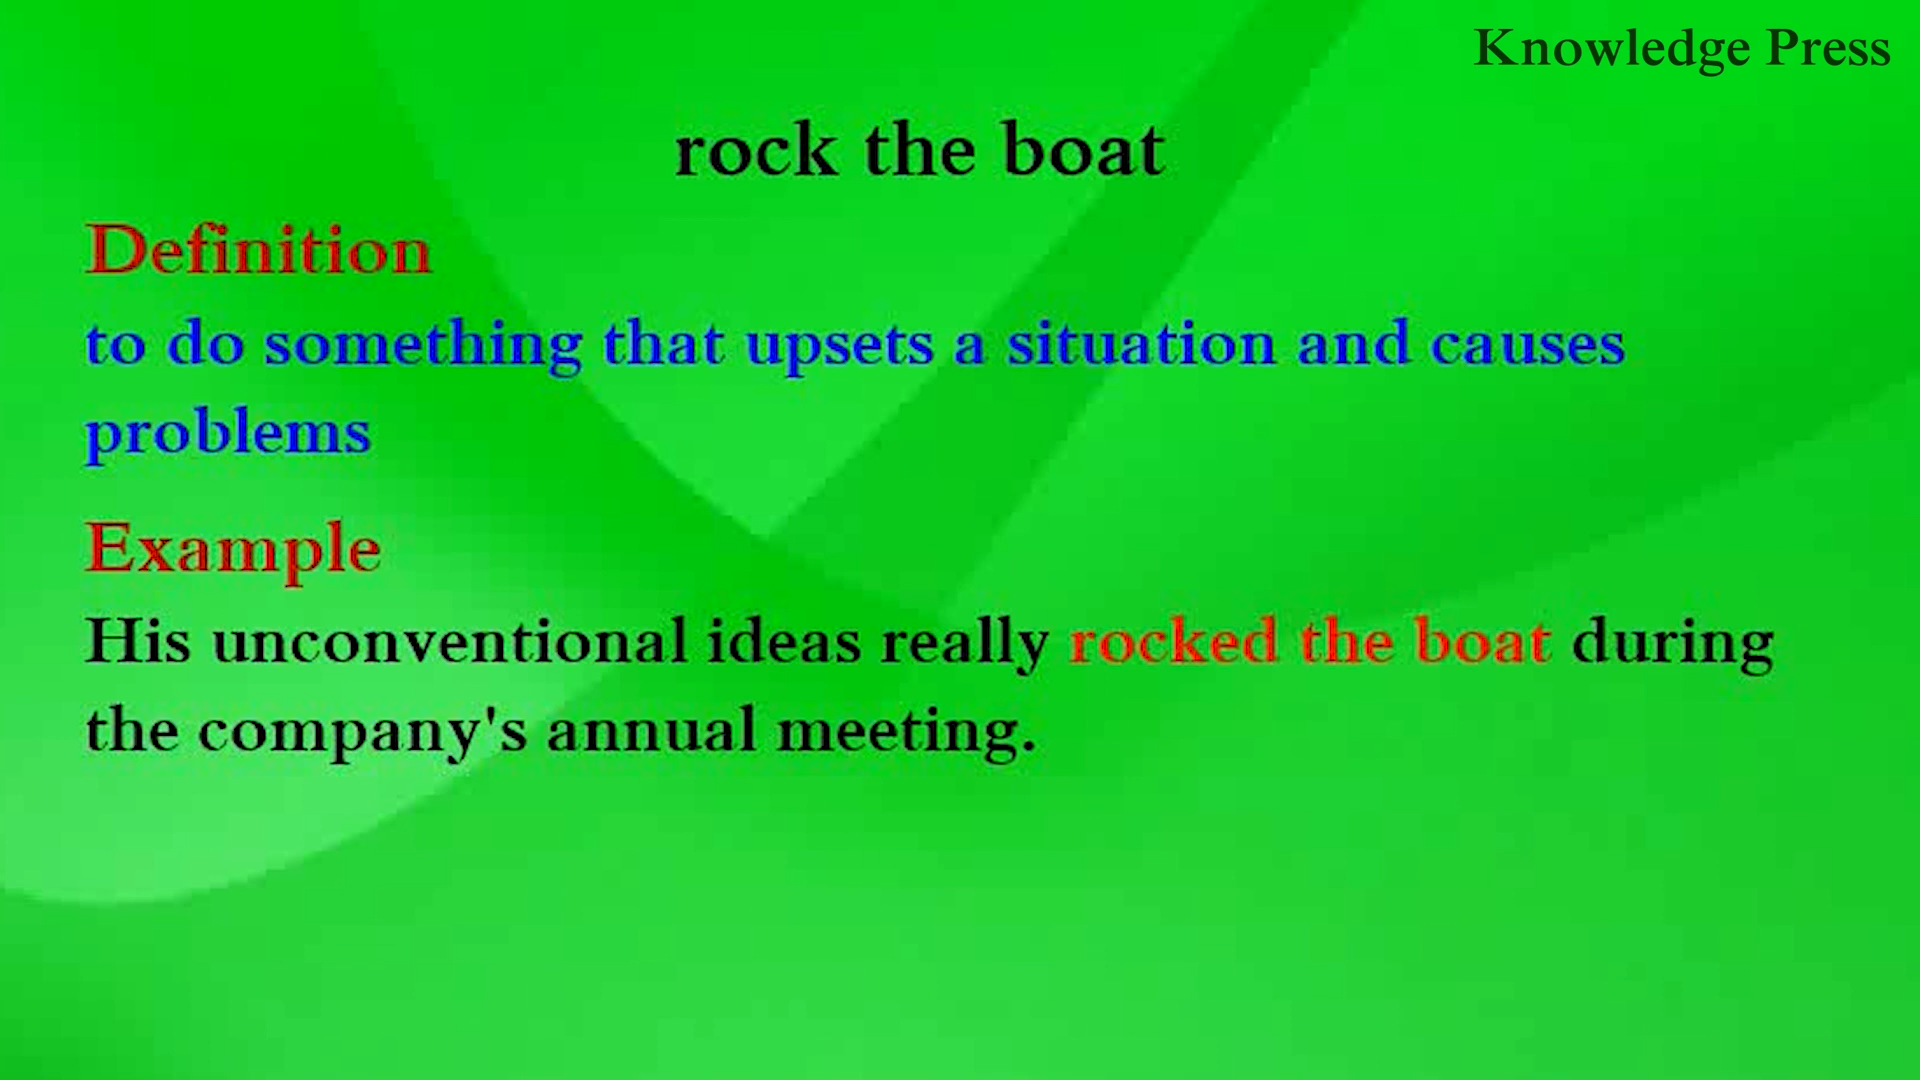 Knowledge Press
rock the boat
Definition
to do something that upsets a situation and causes
problems
Example
His unconventional ideas really rocked the boat during
the company's annual meeting.